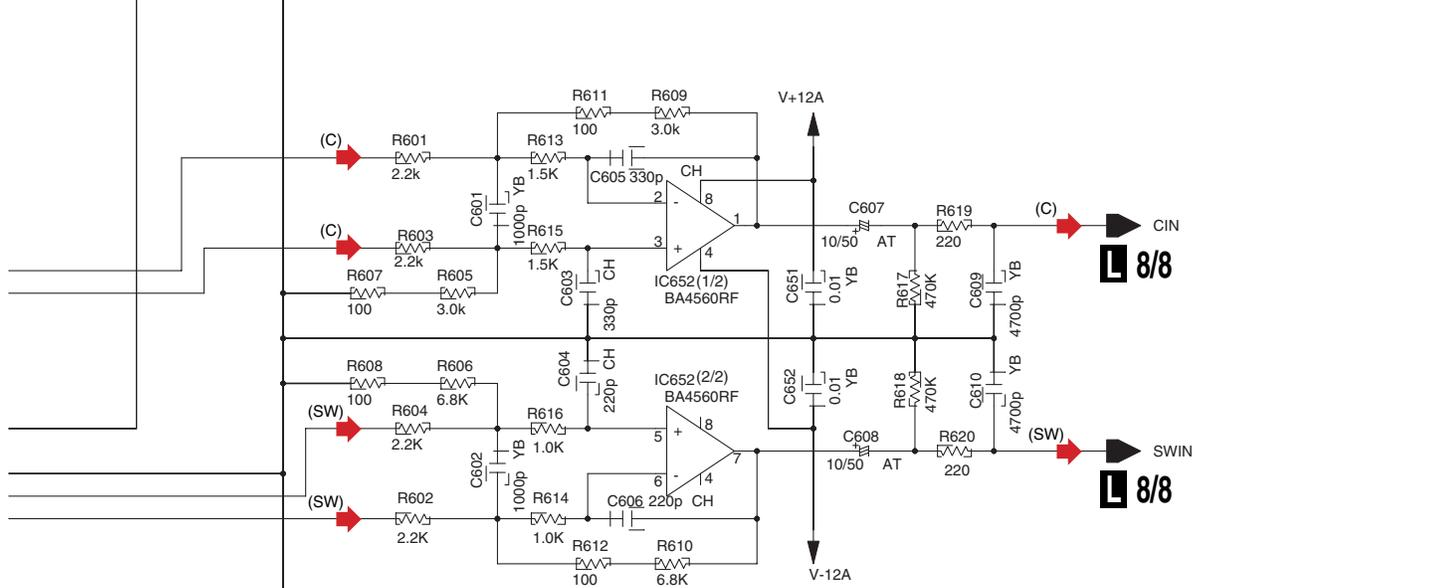 R611
R609
100
3.0k
V+12A
(C)
R601
2.2k
R613
1.5K
C605 330p
CH
C601
1000p
YB
2
-
8
1
3
+
4
(C)
R603
2.2k
R615
1.5K
R607
100
R605
3.0k
C603
330p
CH
IC652(1/2)
BA4560RF
C607
10/50
+
AT
R619
220
(C)
CIN
L 8/8
C651
0.01
YB
R617
470K
C609
4700p
YB
R608
100
R606
6.8K
C604
220p
CH
IC652(2/2)
BA4560RF
C652
0.01
YB
R618
470K
C610
4700p
YB
(SW)
R604
2.2K
R616
1.0K
5
+
8
7
6
-
4
C602
1000p
YB
C608
10/50
+
AT
R620
220
(SW)
SWIN
L 8/8
(SW)
R602
2.2K
R614
1.0K
C606 220p CH
R612
100
R610
6.8K
V-12A